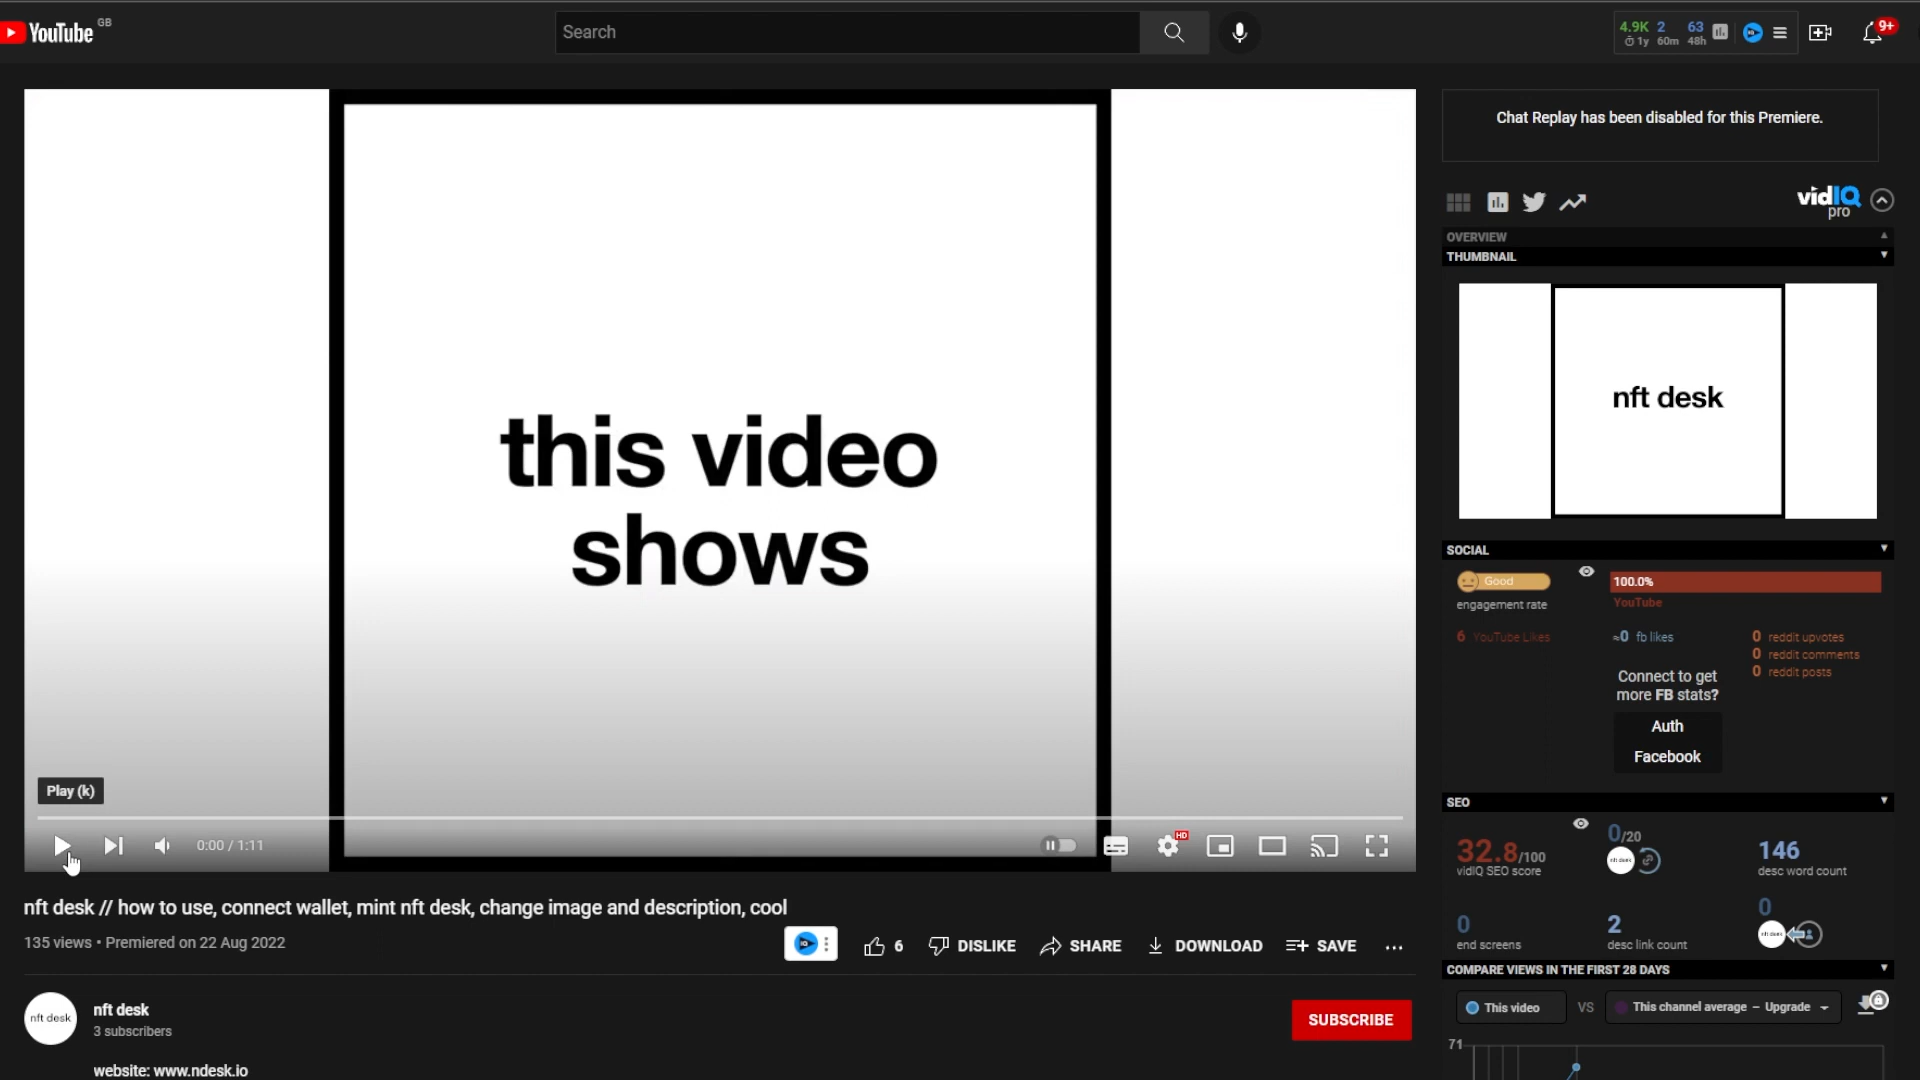 YouTube GB
Search
4.9K 2 63
1y 60m 48h
9+
this video
shows
Play (k)
0:00 / 1:11
HD
nft desk // how to use, connect wallet, mint nft desk, change image and description, cool
135 views • Premiered on 22 Aug 2022
6 DISLIKE SHARE DOWNLOAD SAVE ...
nft desk
nft desk
3 subscribers
SUBSCRIBE
website: www.ndesk.io
Chat Replay has been disabled for this Premiere.
vidIQ
pro
OVERVIEW
THUMBNAIL
nft desk
SOCIAL
Good
engagement rate
100.0%
YouTube
6 YouTube Likes
≈0 fb likes
0 reddit upvotes
0 reddit comments
0 reddit posts
Connect to get
more FB stats?
Auth
Facebook
SEO
32.8/100
vidIQ SEO score
0/20
nft desk
146
desc word count
0
end screens
2
desc link count
0
nft desk
COMPARE VIEWS IN THE FIRST 28 DAYS
This video VS This channel average – Upgrade
71